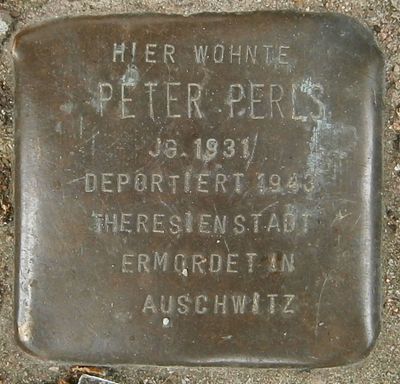 HIER WOHNTE
PETER PERLS
JG. 1931
DEPORTIERT 1943
THERESIENSTADT
ERMORDET IN
AUSCHWITZ